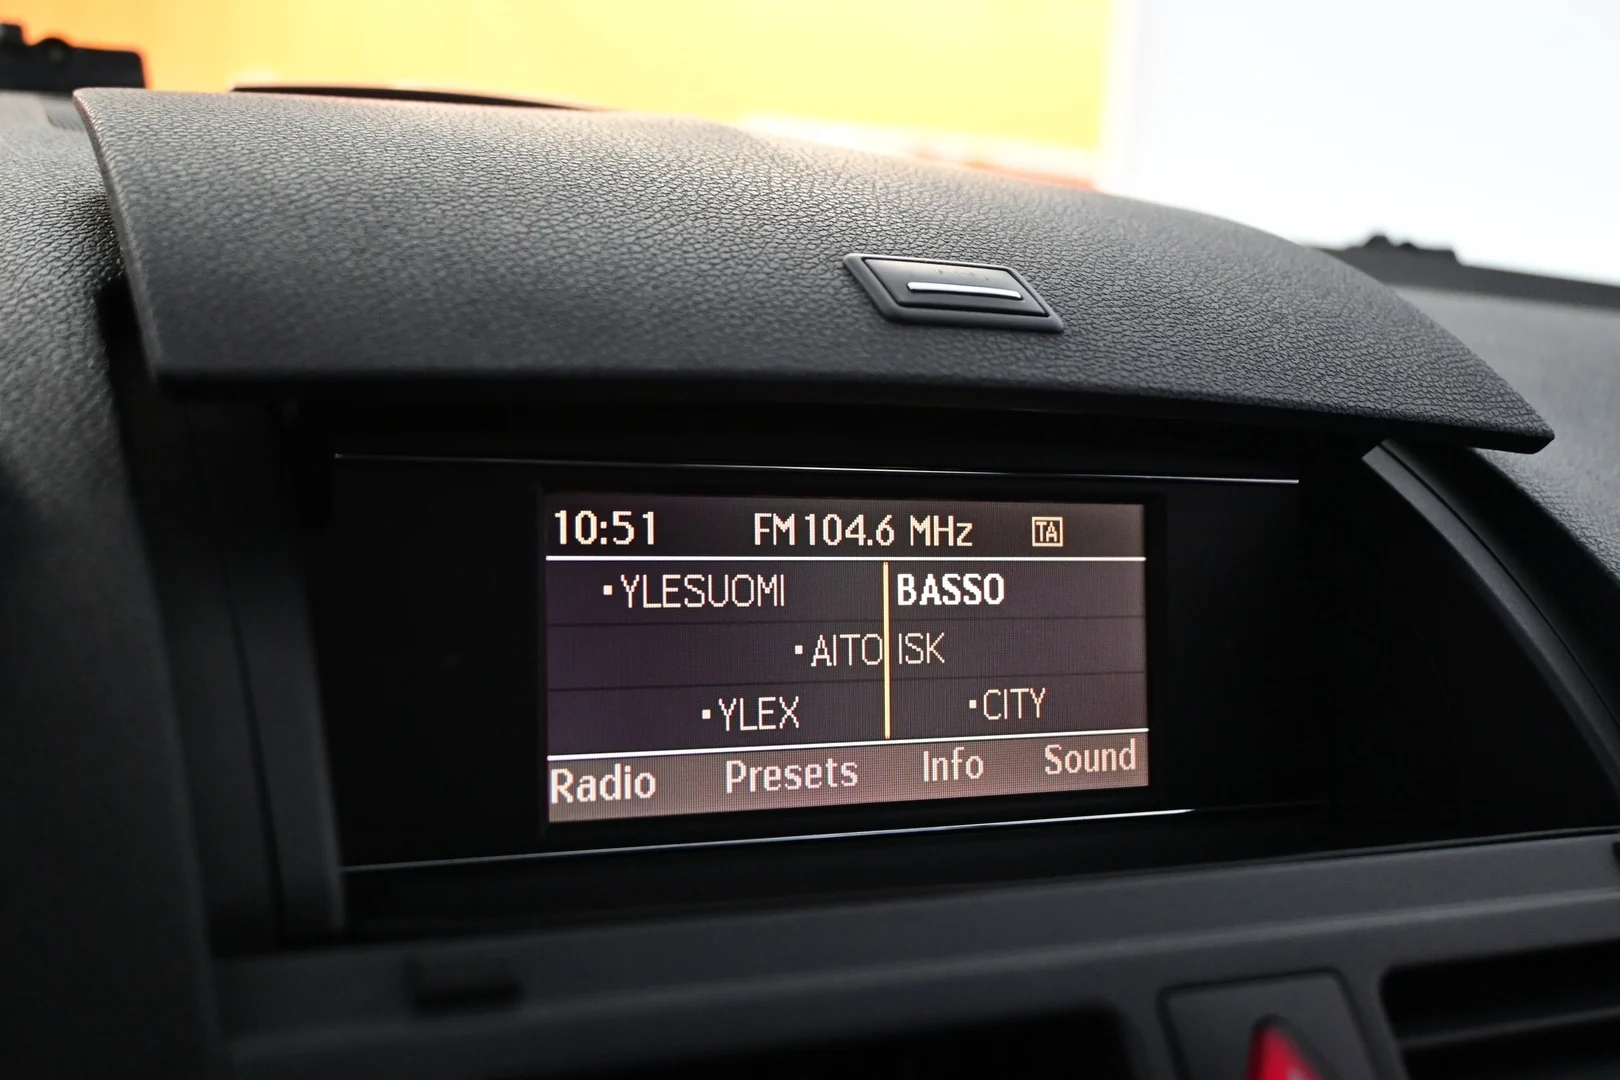 10:51 FM 104.6 MHz TA
·YLESUOMI BASSO
·AITO ISK
·YLEX ·CITY
Radio Presets Info Sound